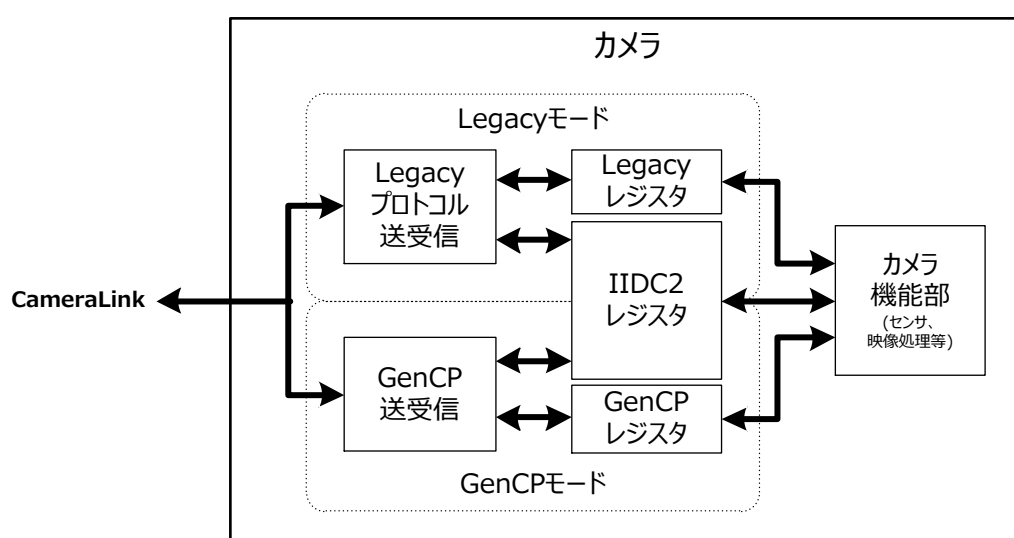 カメラ
Legacyモード
Legacy
プロトコル
送受信
Legacy
レジスタ
IIDC2
レジスタ
カメラ
機能部
(センサ、
映像処理等)
CameraLink
GenCP
送受信
GenCP
レジスタ
GenCPモード